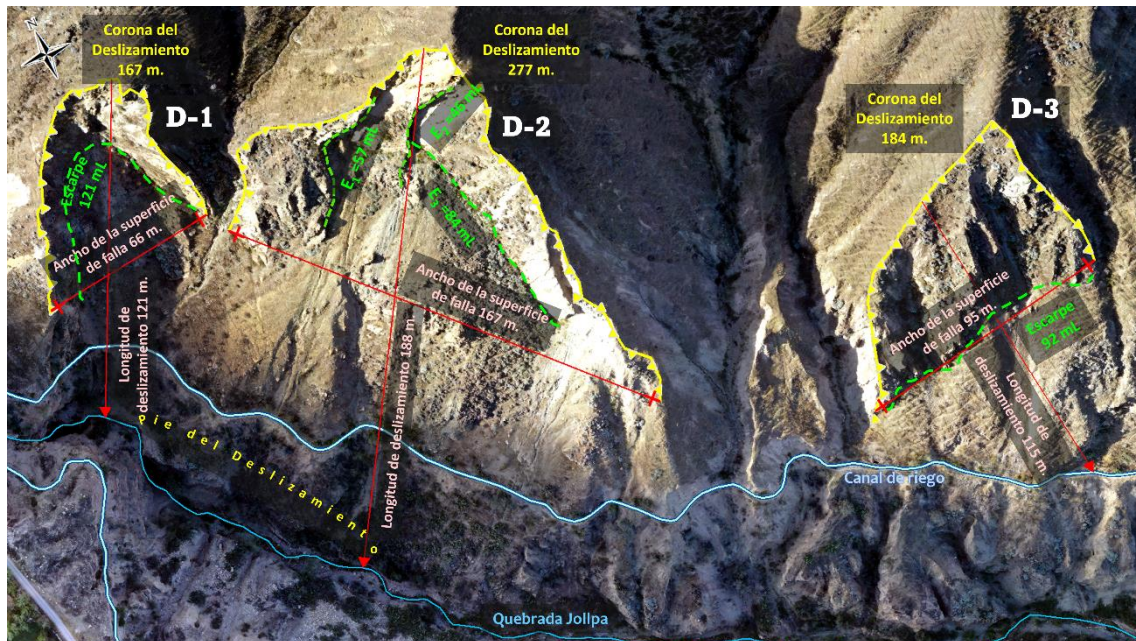 N
Corona del
Deslizamiento
167 m.
D-1
Escarpe
121 mL
Ancho de la superficie
de falla 66 m.
Longitud de
deslizamiento 121 m.
Corona del
Deslizamiento
277 m.
D-2
E1 =57 mL
E3 =84 mL
Ancho de la superficie
de falla 167 m.
Longitud de deslizamiento 188 m.
Pie del Deslizamiento
Corona del
Deslizamiento
184 m.
D-3
Ancho de la superficie
de falla 95 m.
Escarpe
92 mL
Longitud de
deslizamiento 115 m.
Canal de riego
Quebrada Jollpa